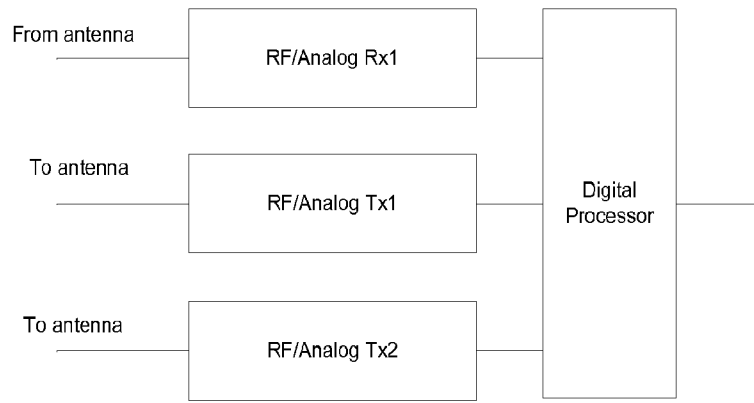 From antenna
RF/Analog Rx1
To antenna
RF/Analog Tx1
Digital
Processor
To antenna
RF/Analog Tx2